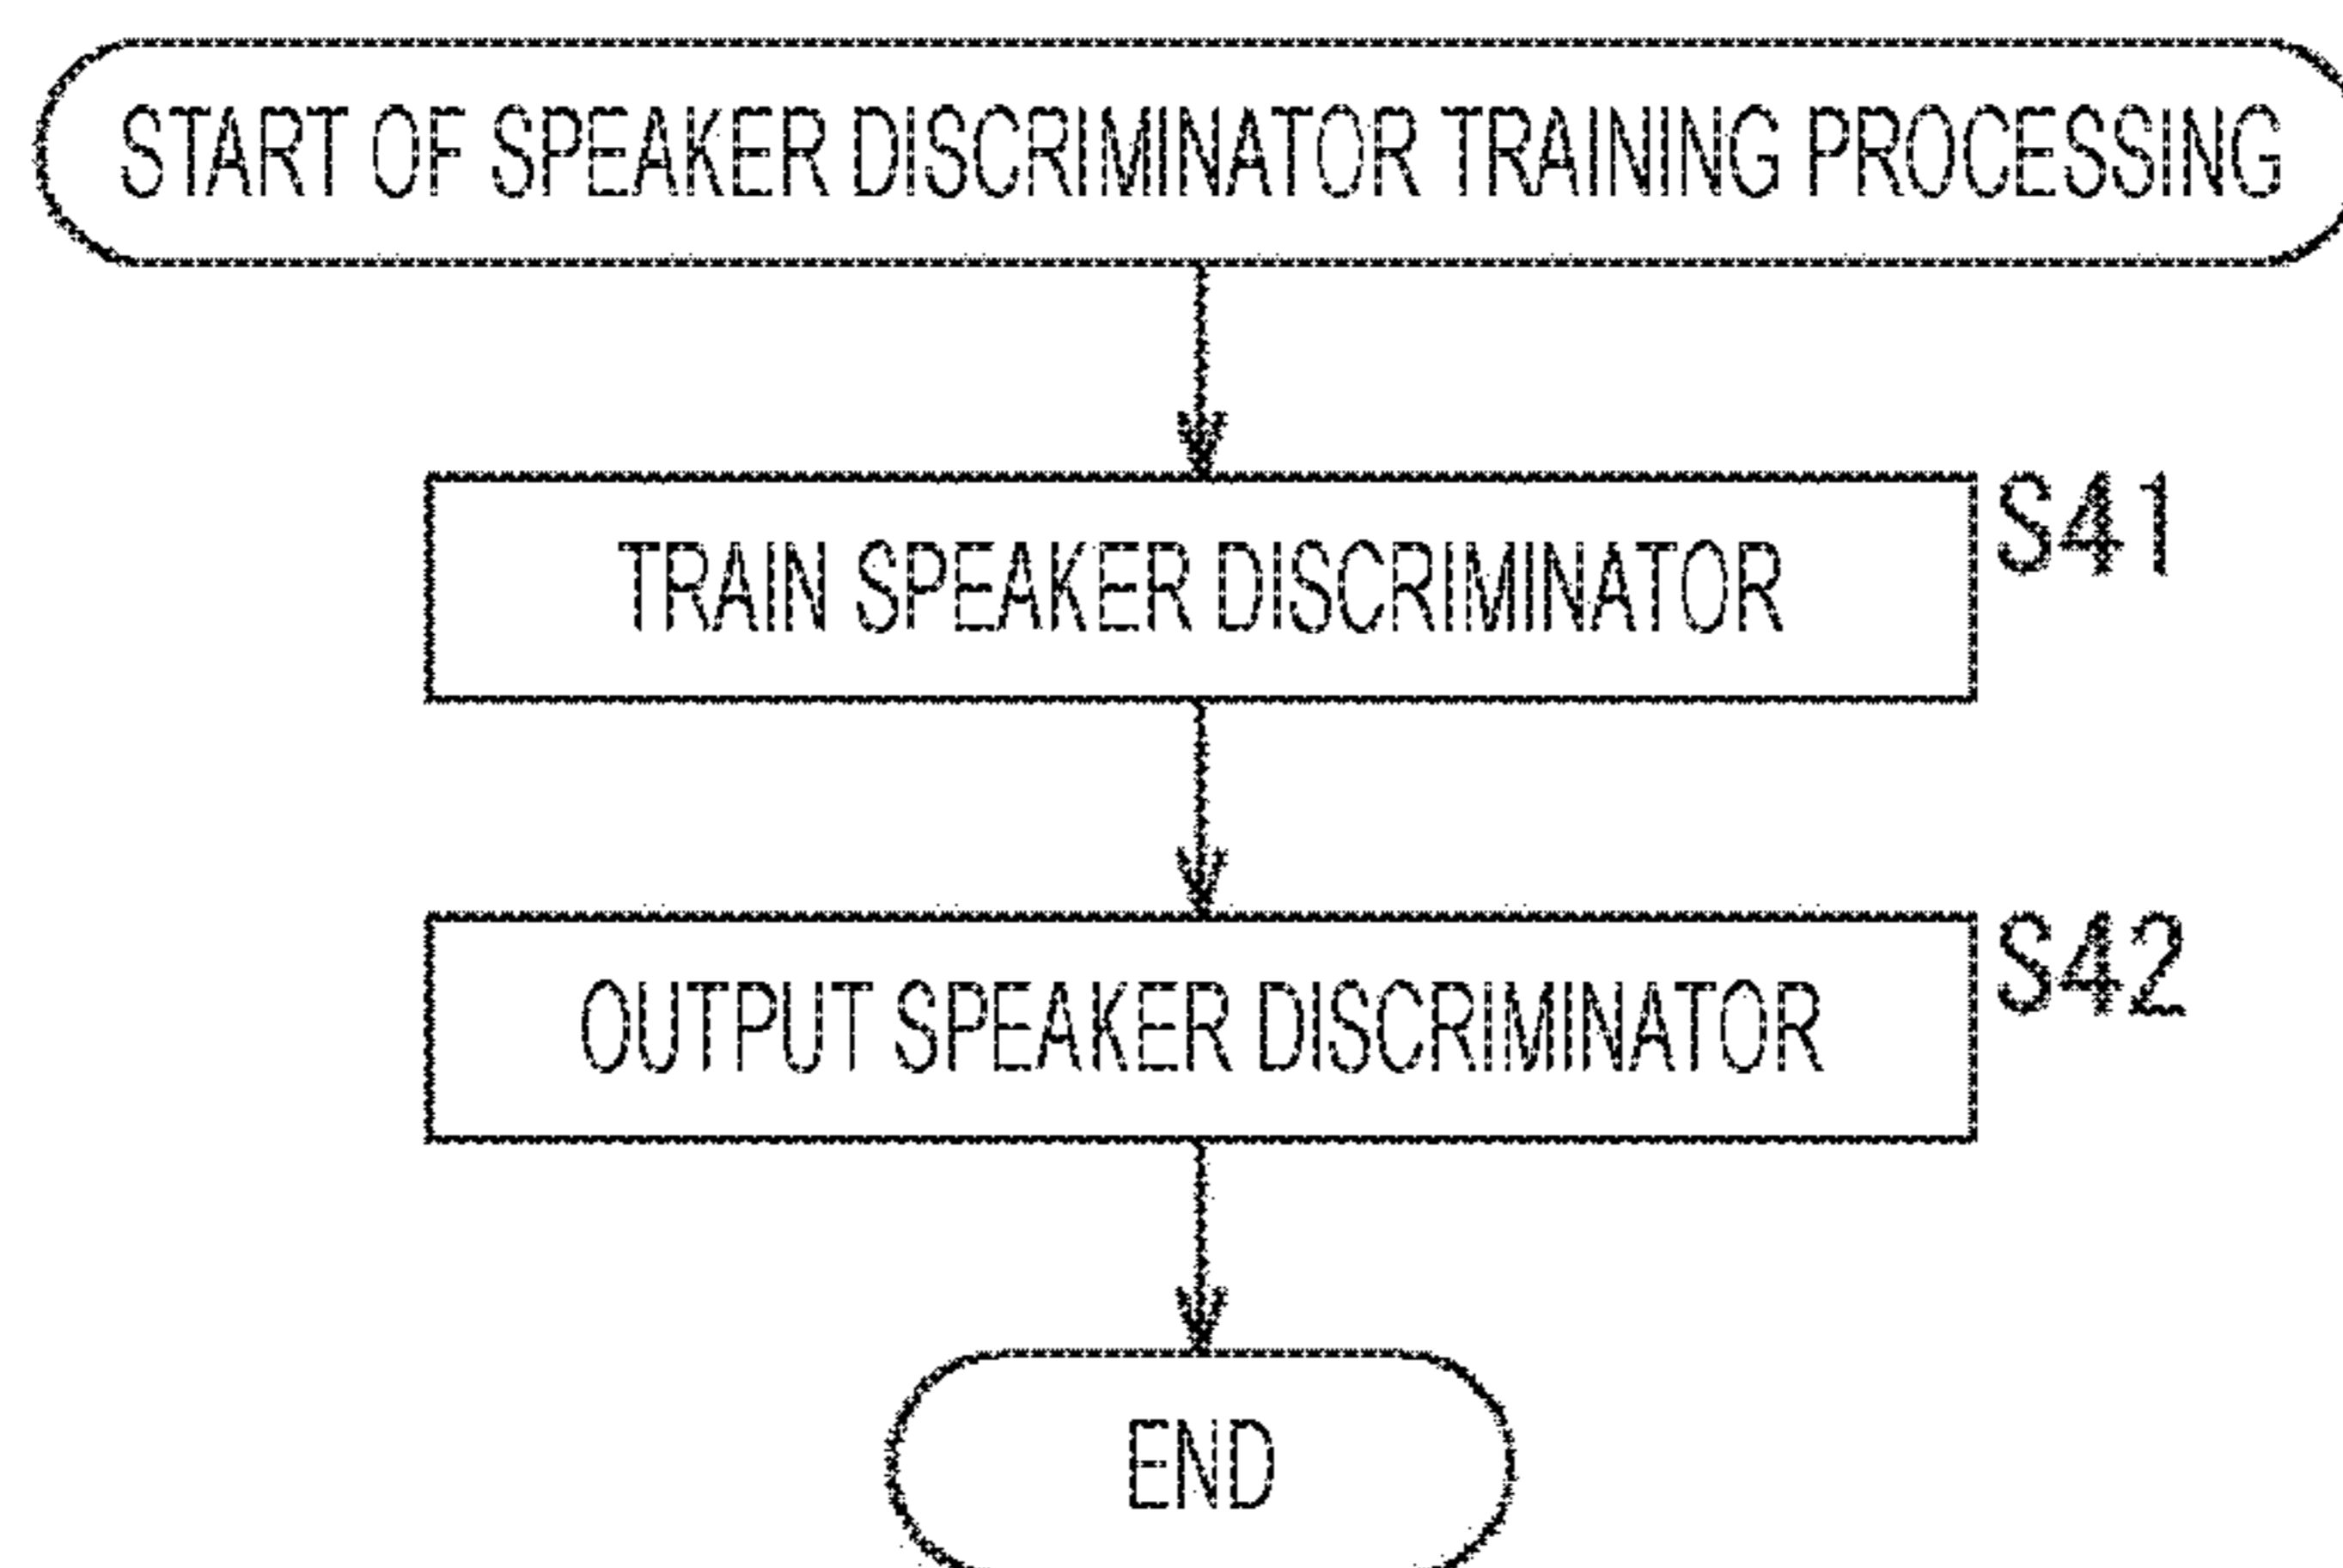 START OF SPEAKER DISCRIMINATOR TRAINING PROCESSING
TRAIN SPEAKER DISCRIMINATOR
S41
OUTPUT SPEAKER DISCRIMINATOR
S42
END